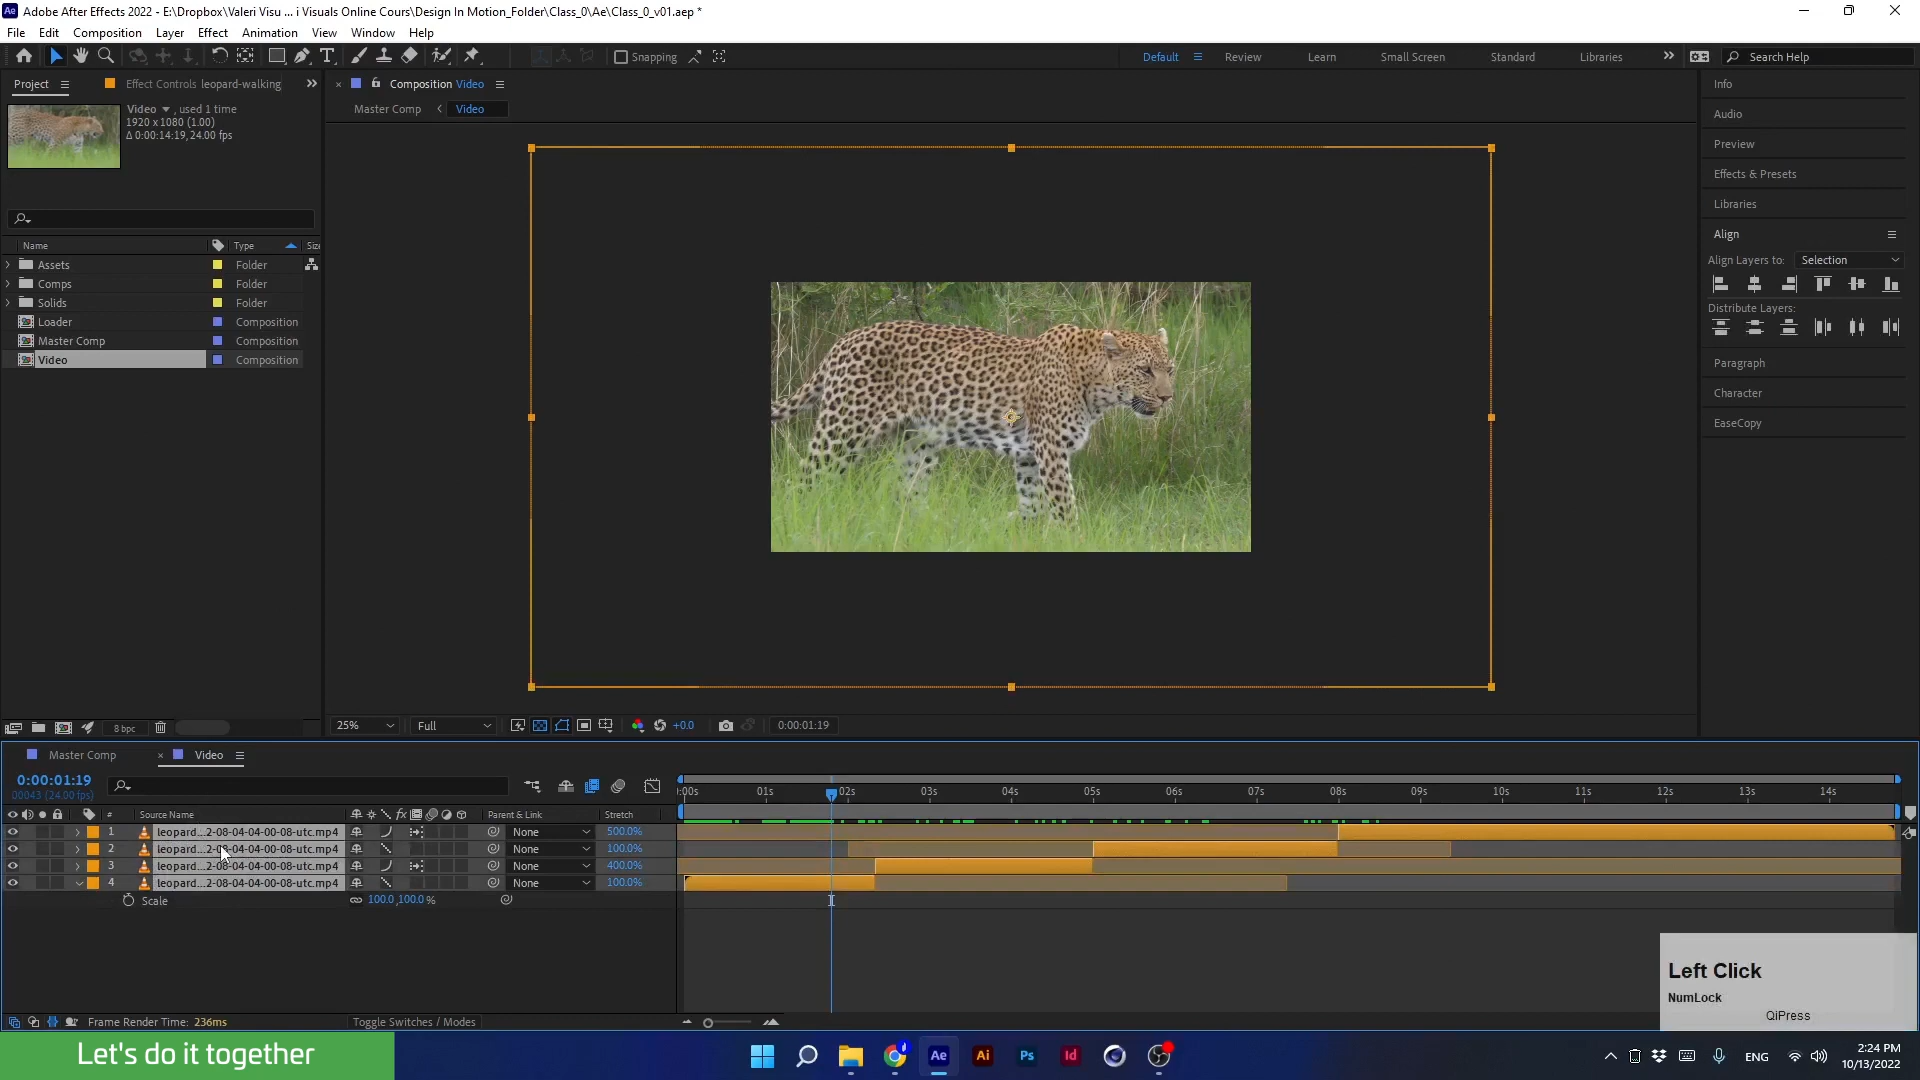 Adobe After Effects 2022 - E:\Dropbox\Valeri Visu ... i Visuals Online Cours\Design In Motion_Folder\Class_0\Ae\Class_0_v01.aep *
File Edit Composition Layer Effect Animation View Window Help
Snapping
Default Review Learn Small Screen Standard Libraries Search Help
Project Effect Controls leopard-walking
Composition Video
Master Comp Video
Video , used 1 time
1920 x 1080 (1.00)
Δ 0:00:14:19, 24.00 fps
Name Type Siz
Assets Folder
Comps Folder
Solids Folder
Loader Composition
Master Comp Composition
Video Composition
8 bpc
Info
Audio
Preview
Effects & Presets
Libraries
Align
Align Layers to: Selection
Distribute Layers:
Paragraph
Character
EaseCopy
25% Full +0.0 0:00:01:19
Master Comp Video
0:00:01:19
00043 (24.00 fps)
:00s 01s 02s 03s 04s 05s 06s 07s 08s 09s 10s 11s 12s 13s 14s
# Source Name Parent & Link Stretch
1 leopard...2-08-04-04-00-08-utc.mp4 None 500.0%
2 leopard...2-08-04-04-00-08-utc.mp4 None 100.0%
3 leopard...2-08-04-04-00-08-utc.mp4 None 400.0%
4 leopard...2-08-04-04-00-08-utc.mp4 None 100.0%
Scale 100.0,100.0 %
Left Click
NumLock
QiPress
Frame Render Time: 236ms Toggle Switches / Modes
Let's do it together
Ae Ai Ps Id
ENG
2:24 PM
10/13/2022